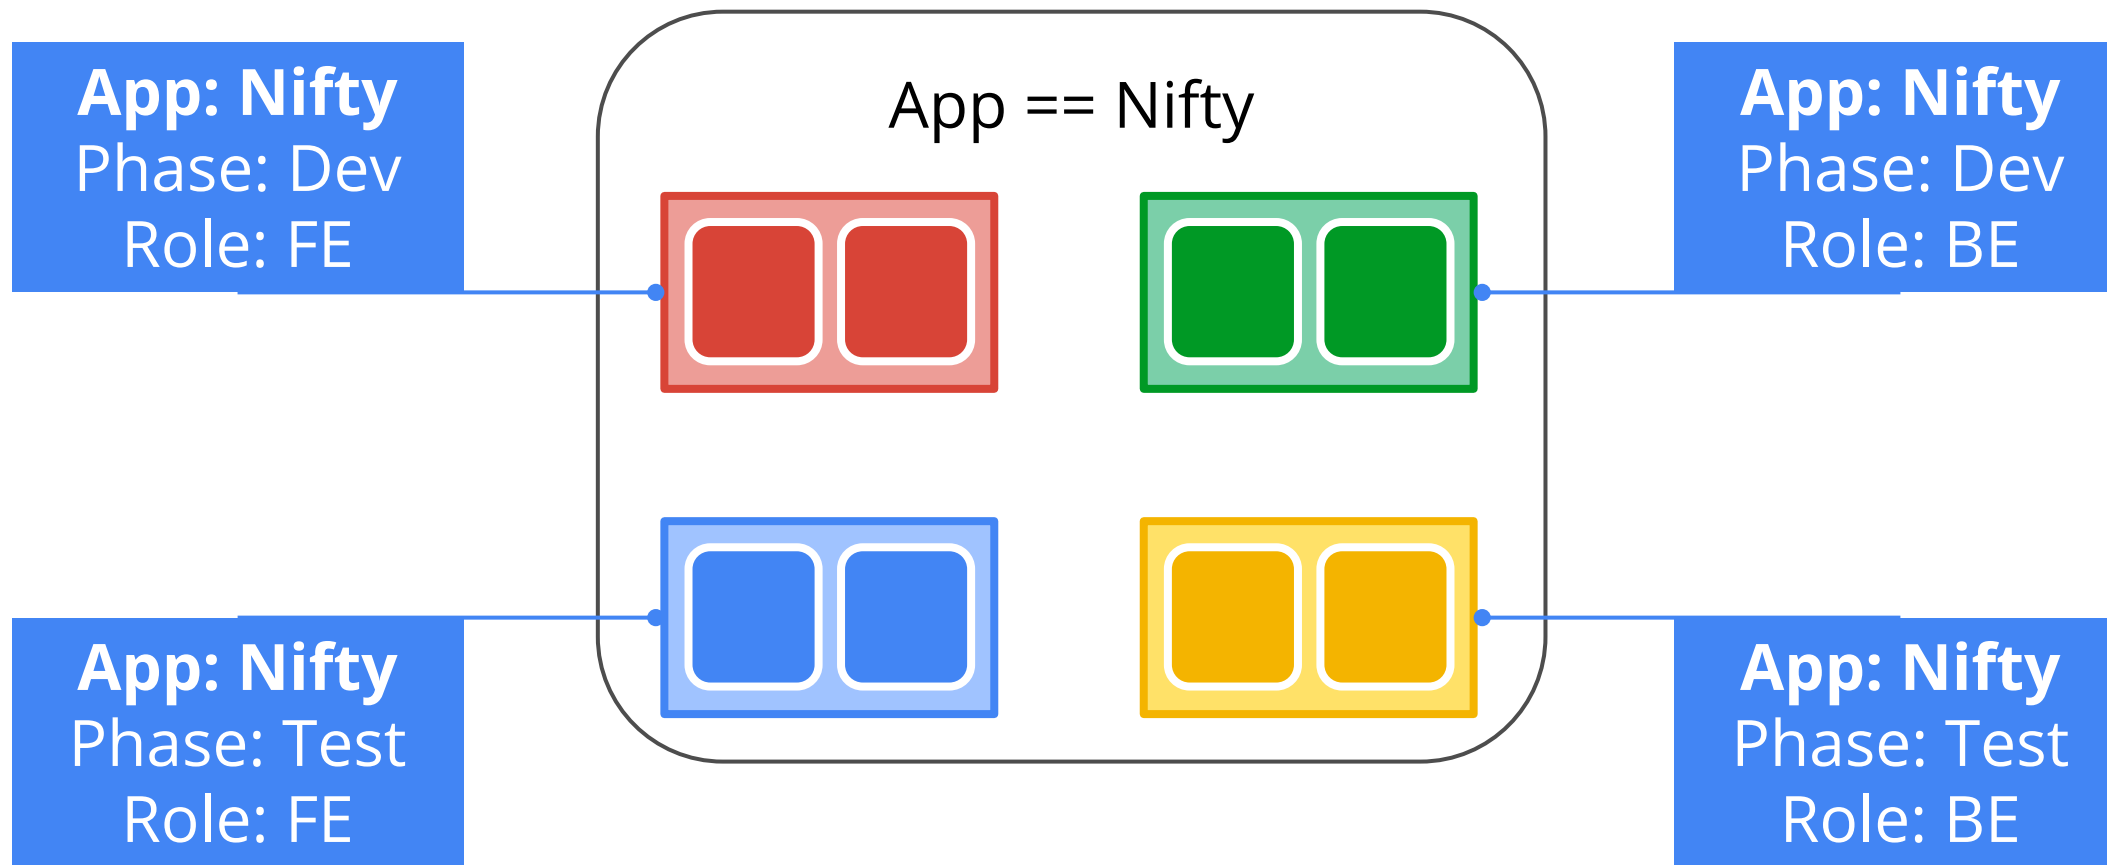 App: Nifty
Phase: Dev
Role: FE
App == Nifty
App: Nifty
Phase: Dev
Role: BE
App: Nifty
Phase: Test
Role: FE
App: Nifty
Phase: Test
Role: BE